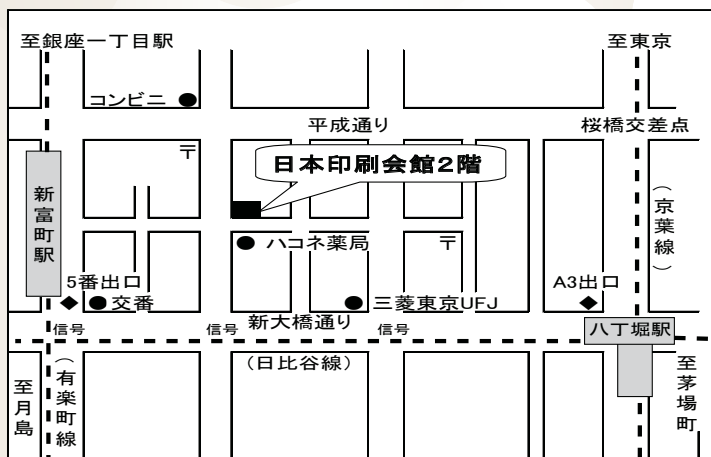 至銀座一丁目駅
至東京
コンビニ
平成通り
桜橋交差点
〒
日本印刷会館2階
新富町駅
(京葉線)
ハコネ薬局
〒
5番出口
交番
三菱東京UFJ
A3出口
信号
信号
新大橋通り
信号
八丁堀駅
(日比谷線)
至月島
(有楽町線
至茅場町